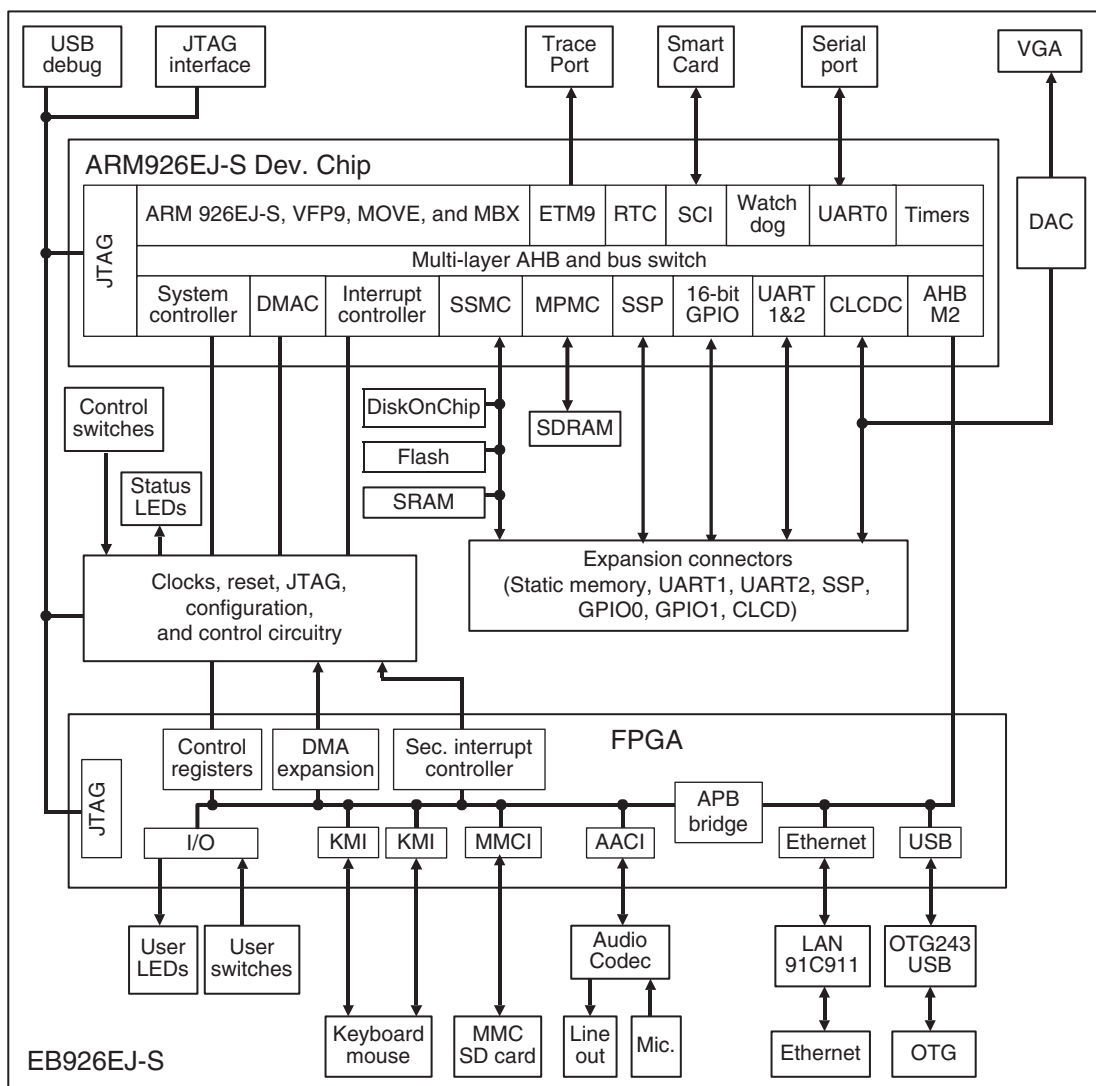 USB
debug
JTAG
interface
Trace
Port
Smart
Card
Serial
port
VGA
ARM926EJ-S Dev. Chip
DAC
JTAG
ARM 926EJ-S, VFP9, MOVE, and MBX
ETM9
RTC
SCI
Watch
dog
UART0
Timers
Multi-layer AHB and bus switch
System
controller
DMAC
Interrupt
controller
SSMC
MPMC
SSP
16-bit
GPIO
UART
1&2
CLCDC
AHB
M2
Control
switches
DiskOnChip
SDRAM
Flash
Status
LEDs
SRAM
Clocks, reset, JTAG,
configuration,
and control circuitry
Expansion connectors
(Static memory, UART1, UART2, SSP,
GPIO0, GPIO1, CLCD)
FPGA
JTAG
Control
registers
DMA
expansion
Sec. interrupt
controller
APB
bridge
I/O
KMI
KMI
MMCI
AACI
Ethernet
USB
User
LEDs
User
switches
Audio
Codec
LAN
91C911
OTG243
USB
Keyboard
mouse
MMC
SD card
Line
out
Mic.
Ethernet
OTG
EB926EJ-S